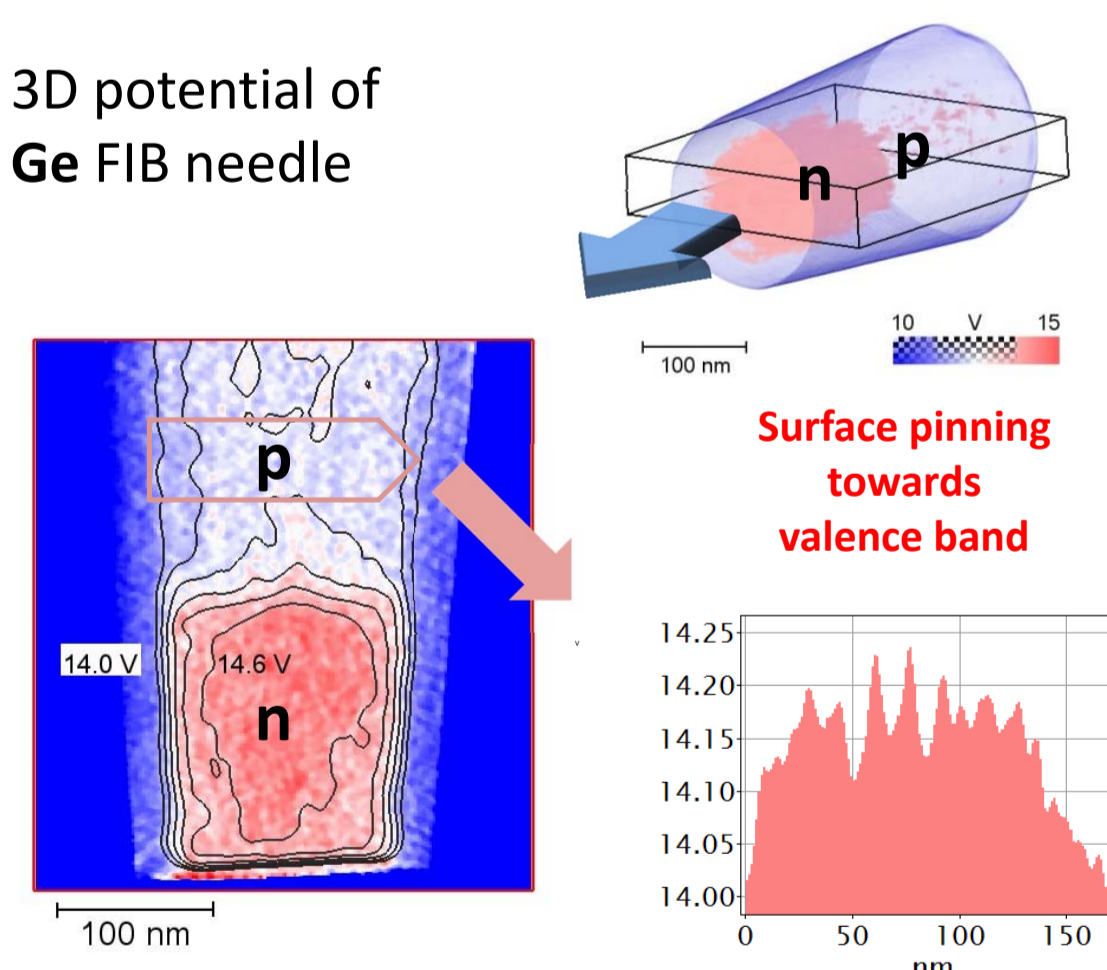 3D potential of
Ge FIB needle
n
p
10 V 15
100 nm
p
14.0 V
14.6 V
n
100 nm
Surface pinning
towards
valence band
v
14.25
14.20
14.15
14.10
14.05
14.00
0 50 100 150
nm